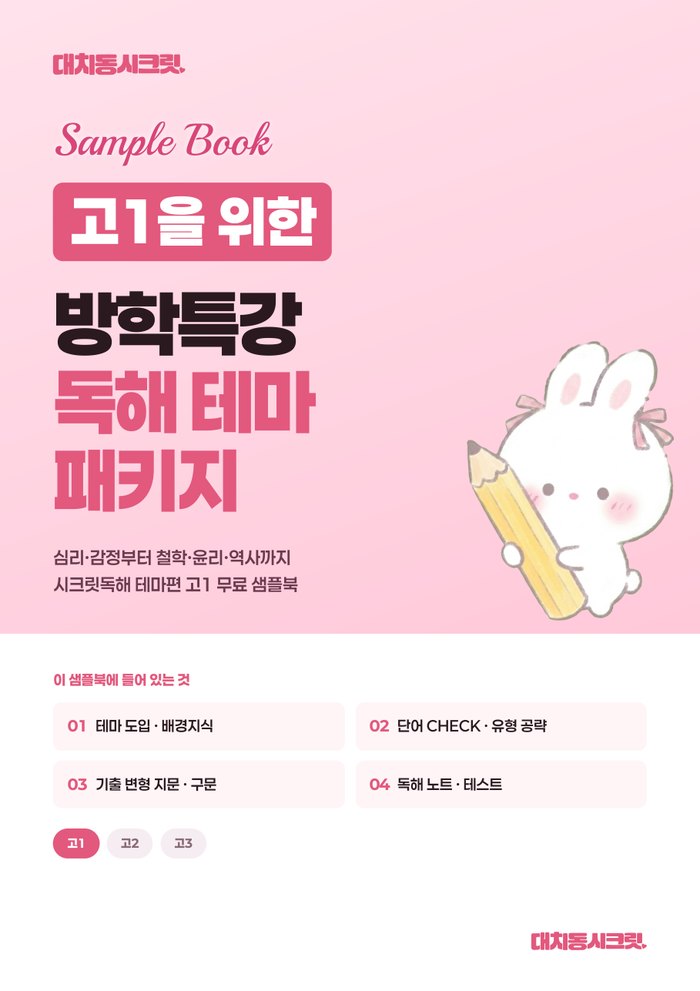 대치동시크릿.
Sample Book
고1을 위한
방학특강
독해 테마
패키지
심리·감정부터 철학·윤리·역사까지
시크릿독해 테마편 고1 무료 샘플북
이 샘플북에 들어 있는 것
01 테마 도입 · 배경지식
02 단어 CHECK · 유형 공략
03 기출 변형 지문 · 구문
04 독해 노트 · 테스트
고1 고2 고3
대치동시크릿.